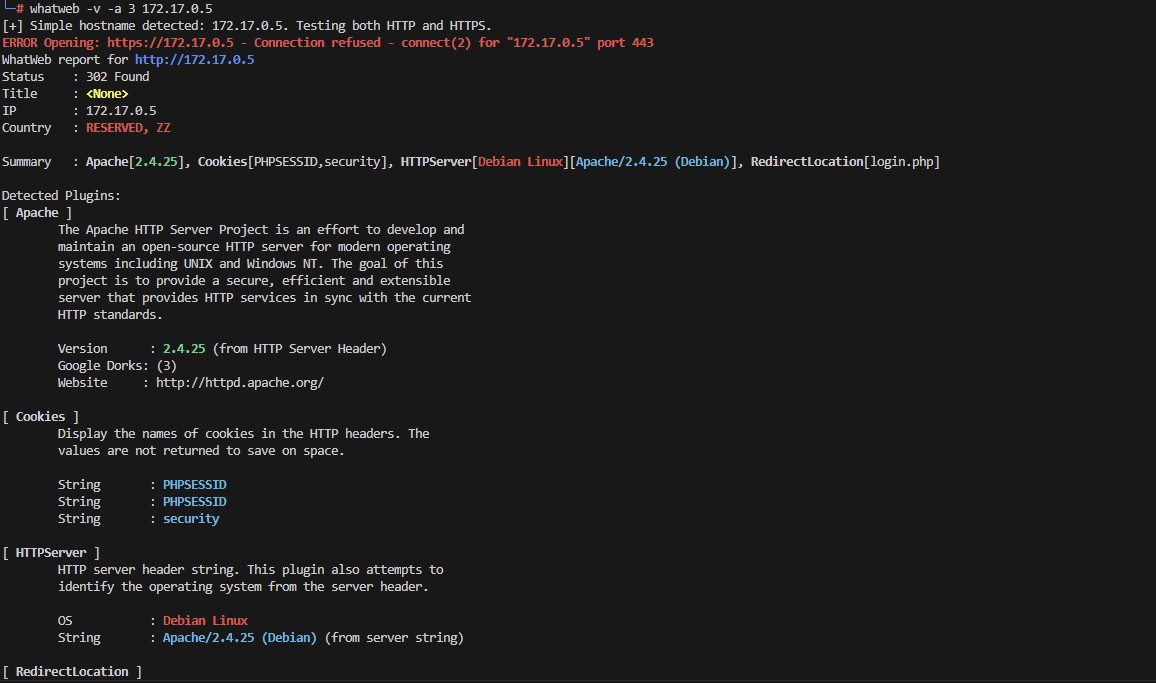 └─# whatweb -v -a 3 172.17.0.5
[+] Simple hostname detected: 172.17.0.5. Testing both HTTP and HTTPS.
ERROR Opening: https://172.17.0.5 - Connection refused - connect(2) for "172.17.0.5" port 443
WhatWeb report for http://172.17.0.5
Status    : 302 Found
Title     : <None>
IP        : 172.17.0.5
Country   : RESERVED, ZZ

Summary   : Apache[2.4.25], Cookies[PHPSESSID,security], HTTPServer[Debian Linux][Apache/2.4.25 (Debian)], RedirectLocation[login.php]

Detected Plugins:
[ Apache ]
        The Apache HTTP Server Project is an effort to develop and
        maintain an open-source HTTP server for modern operating
        systems including UNIX and Windows NT. The goal of this
        project is to provide a secure, efficient and extensible
        server that provides HTTP services in sync with the current
        HTTP standards.

        Version      : 2.4.25 (from HTTP Server Header)
        Google Dorks: (3)
        Website     : http://httpd.apache.org/

[ Cookies ]
        Display the names of cookies in the HTTP headers. The
        values are not returned to save on space.

        String       : PHPSESSID
        String       : PHPSESSID
        String       : security

[ HTTPServer ]
        HTTP server header string. This plugin also attempts to
        identify the operating system from the server header.

        OS           : Debian Linux
        String       : Apache/2.4.25 (Debian) (from server string)

[ RedirectLocation ]